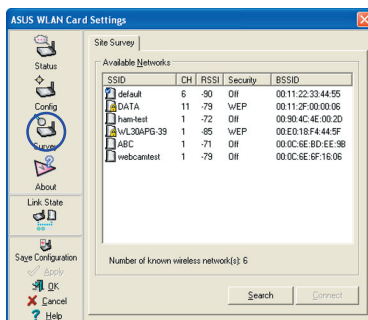 ASUS WLAN Card Settings
Status
Config
Survey
About
Link State
Save Configuration
Apply
OK
Cancel
Help
Site Survey
Available Networks
SSID CH RSSI Security BSSID
default 6 -90 Off 00:11:22:33:44:55
DATA 11 -79 WEP 00:11:2F:00:00:06
ham-test 1 -72 Off 00:90:4C:4E:00:2D
WL30APG-39 1 -85 WEP 00:E0:18:F4:44:5F
ABC 1 -71 Off 00:0C:6E:BD:EE:9B
webcamtest 1 -79 Off 00:0C:6E:6F:16:06
Number of known wireless network(s): 6
Search
Connect